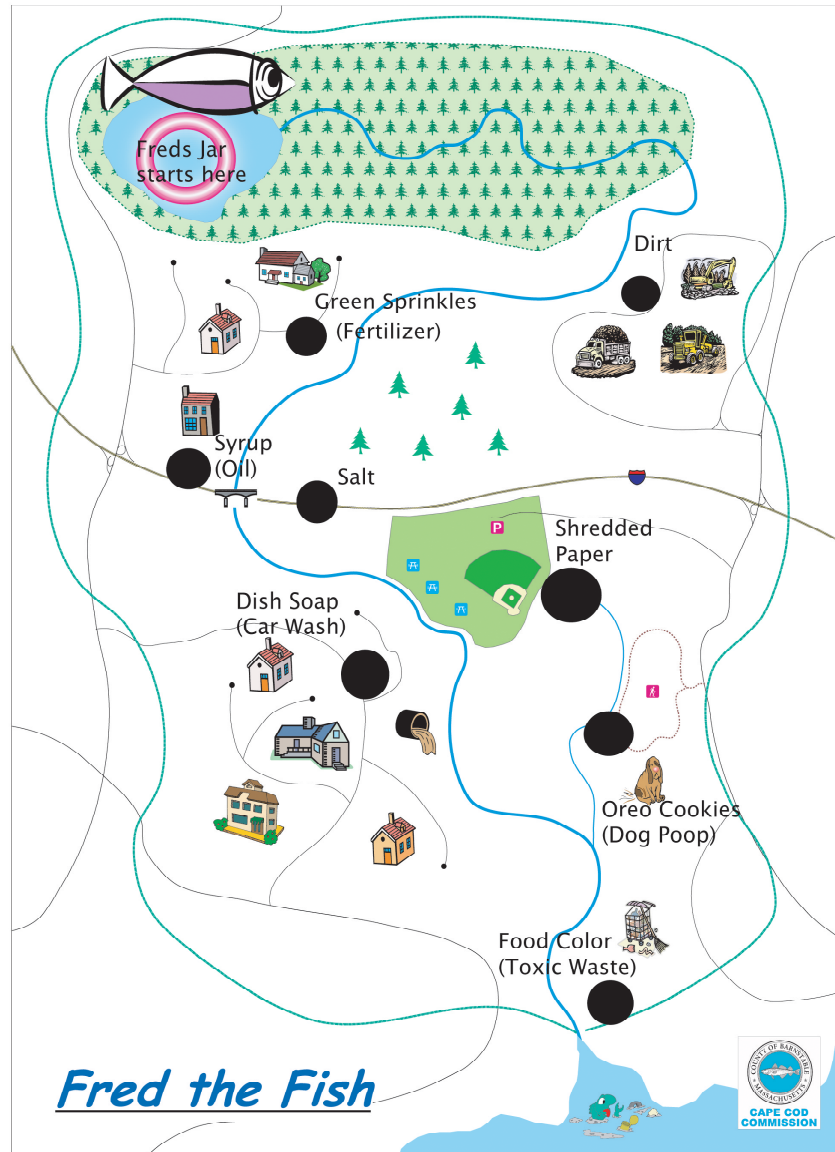 Freds Jar
starts here
Dirt
Green Sprinkles
(Fertilizer)
Syrup
(Oil)
Salt
P
Shredded
Paper
Dish Soap
(Car Wash)
Oreo Cookies
(Dog Poop)
Food Color
(Toxic Waste)
Fred the Fish
COUNTY OF BARNSTABLE
MASSACHUSETTS
CAPE COD
COMMISSION